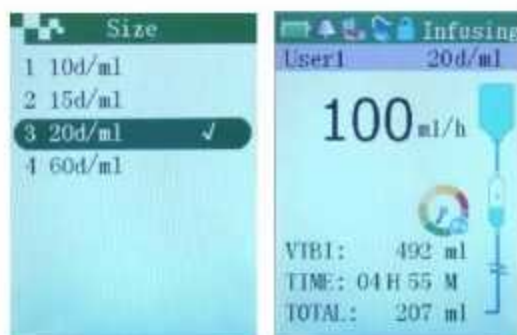 Size
1 10d/ml
2 15d/ml
3 20d/ml √
4 60d/ml
Infusing
User1 20d/ml
100ml/h
VTBI: 492 ml
TIME: 04 H 55 M
TOTAL: 207 ml